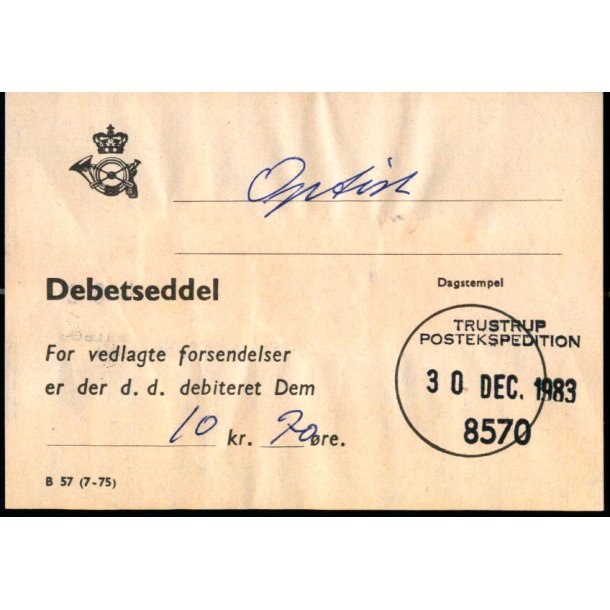 Optisk
Debetseddel
Dagstempel
TRUSTRUP
POSTEKSPEDITION
30 DEC. 1983
8570
For vedlagte forsendelser
er der d. d. debiteret Dem
10 kr. 70 øre.
B 57 (7-75)